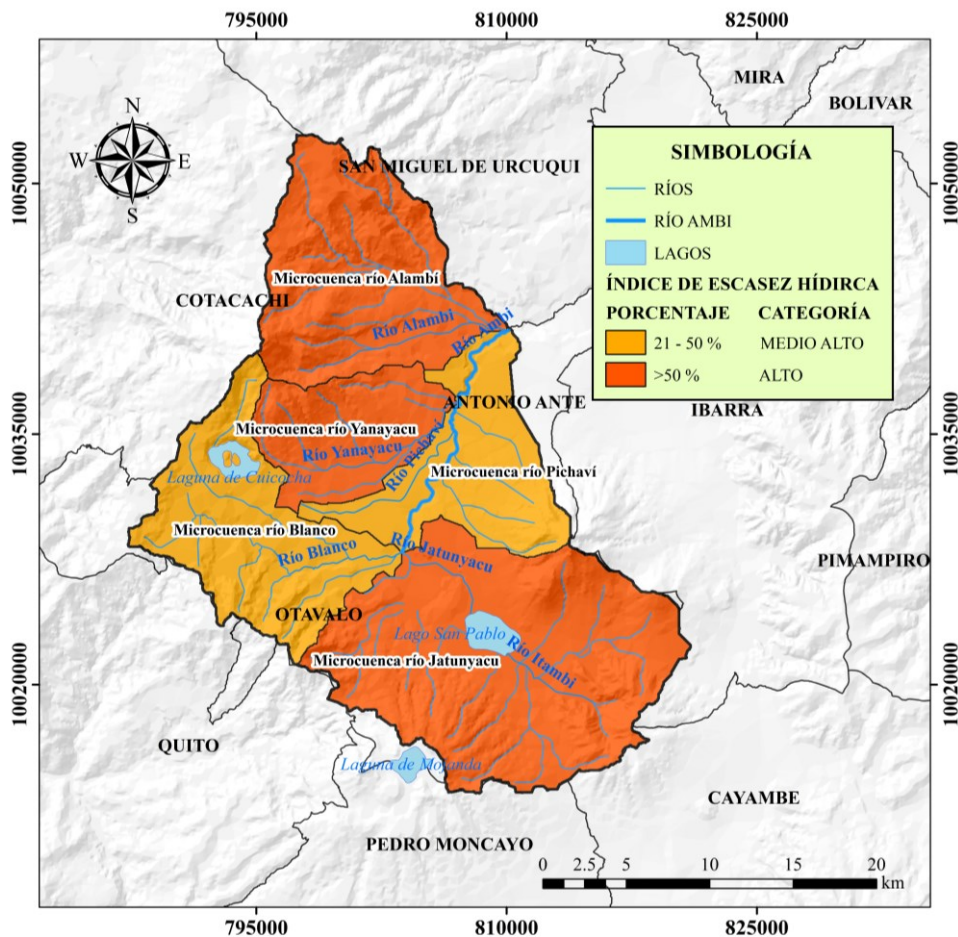 795000
810000
825000
MIRA
BOLIVAR
N
W
E
S
SAN MIGUEL DE URCUQUI
10050000
10050000
SIMBOLOGÍA
RÍOS
RÍO AMBI
LAGOS
ÍNDICE DE ESCASEZ HÍDIRCA
PORCENTAJE CATEGORÍA
21 - 50 % MEDIO ALTO
>50 % ALTO
Microcuenca río Alambí
COTACACHI
Río Alambi
Río Ambi
ANTONIO ANTE
IBARRA
10035000
10035000
Microcuenca río Yanayacu
Río Yanayacu
Río Pichaví
Microcuenca río Pichaví
Laguna de Cuicocha
Microcuenca río Blanco
Río Blanco
Río Jatunyacu
PIMAMPIRO
OTAVALO
Lago San Pablo
Río Itambi
Microcuenca río Jatunyacu
10020000
10020000
QUITO
Laguna de Mojanda
CAYAMBE
PEDRO MONCAYO
0 2.5 5 10 15 20
km
795000
810000
825000